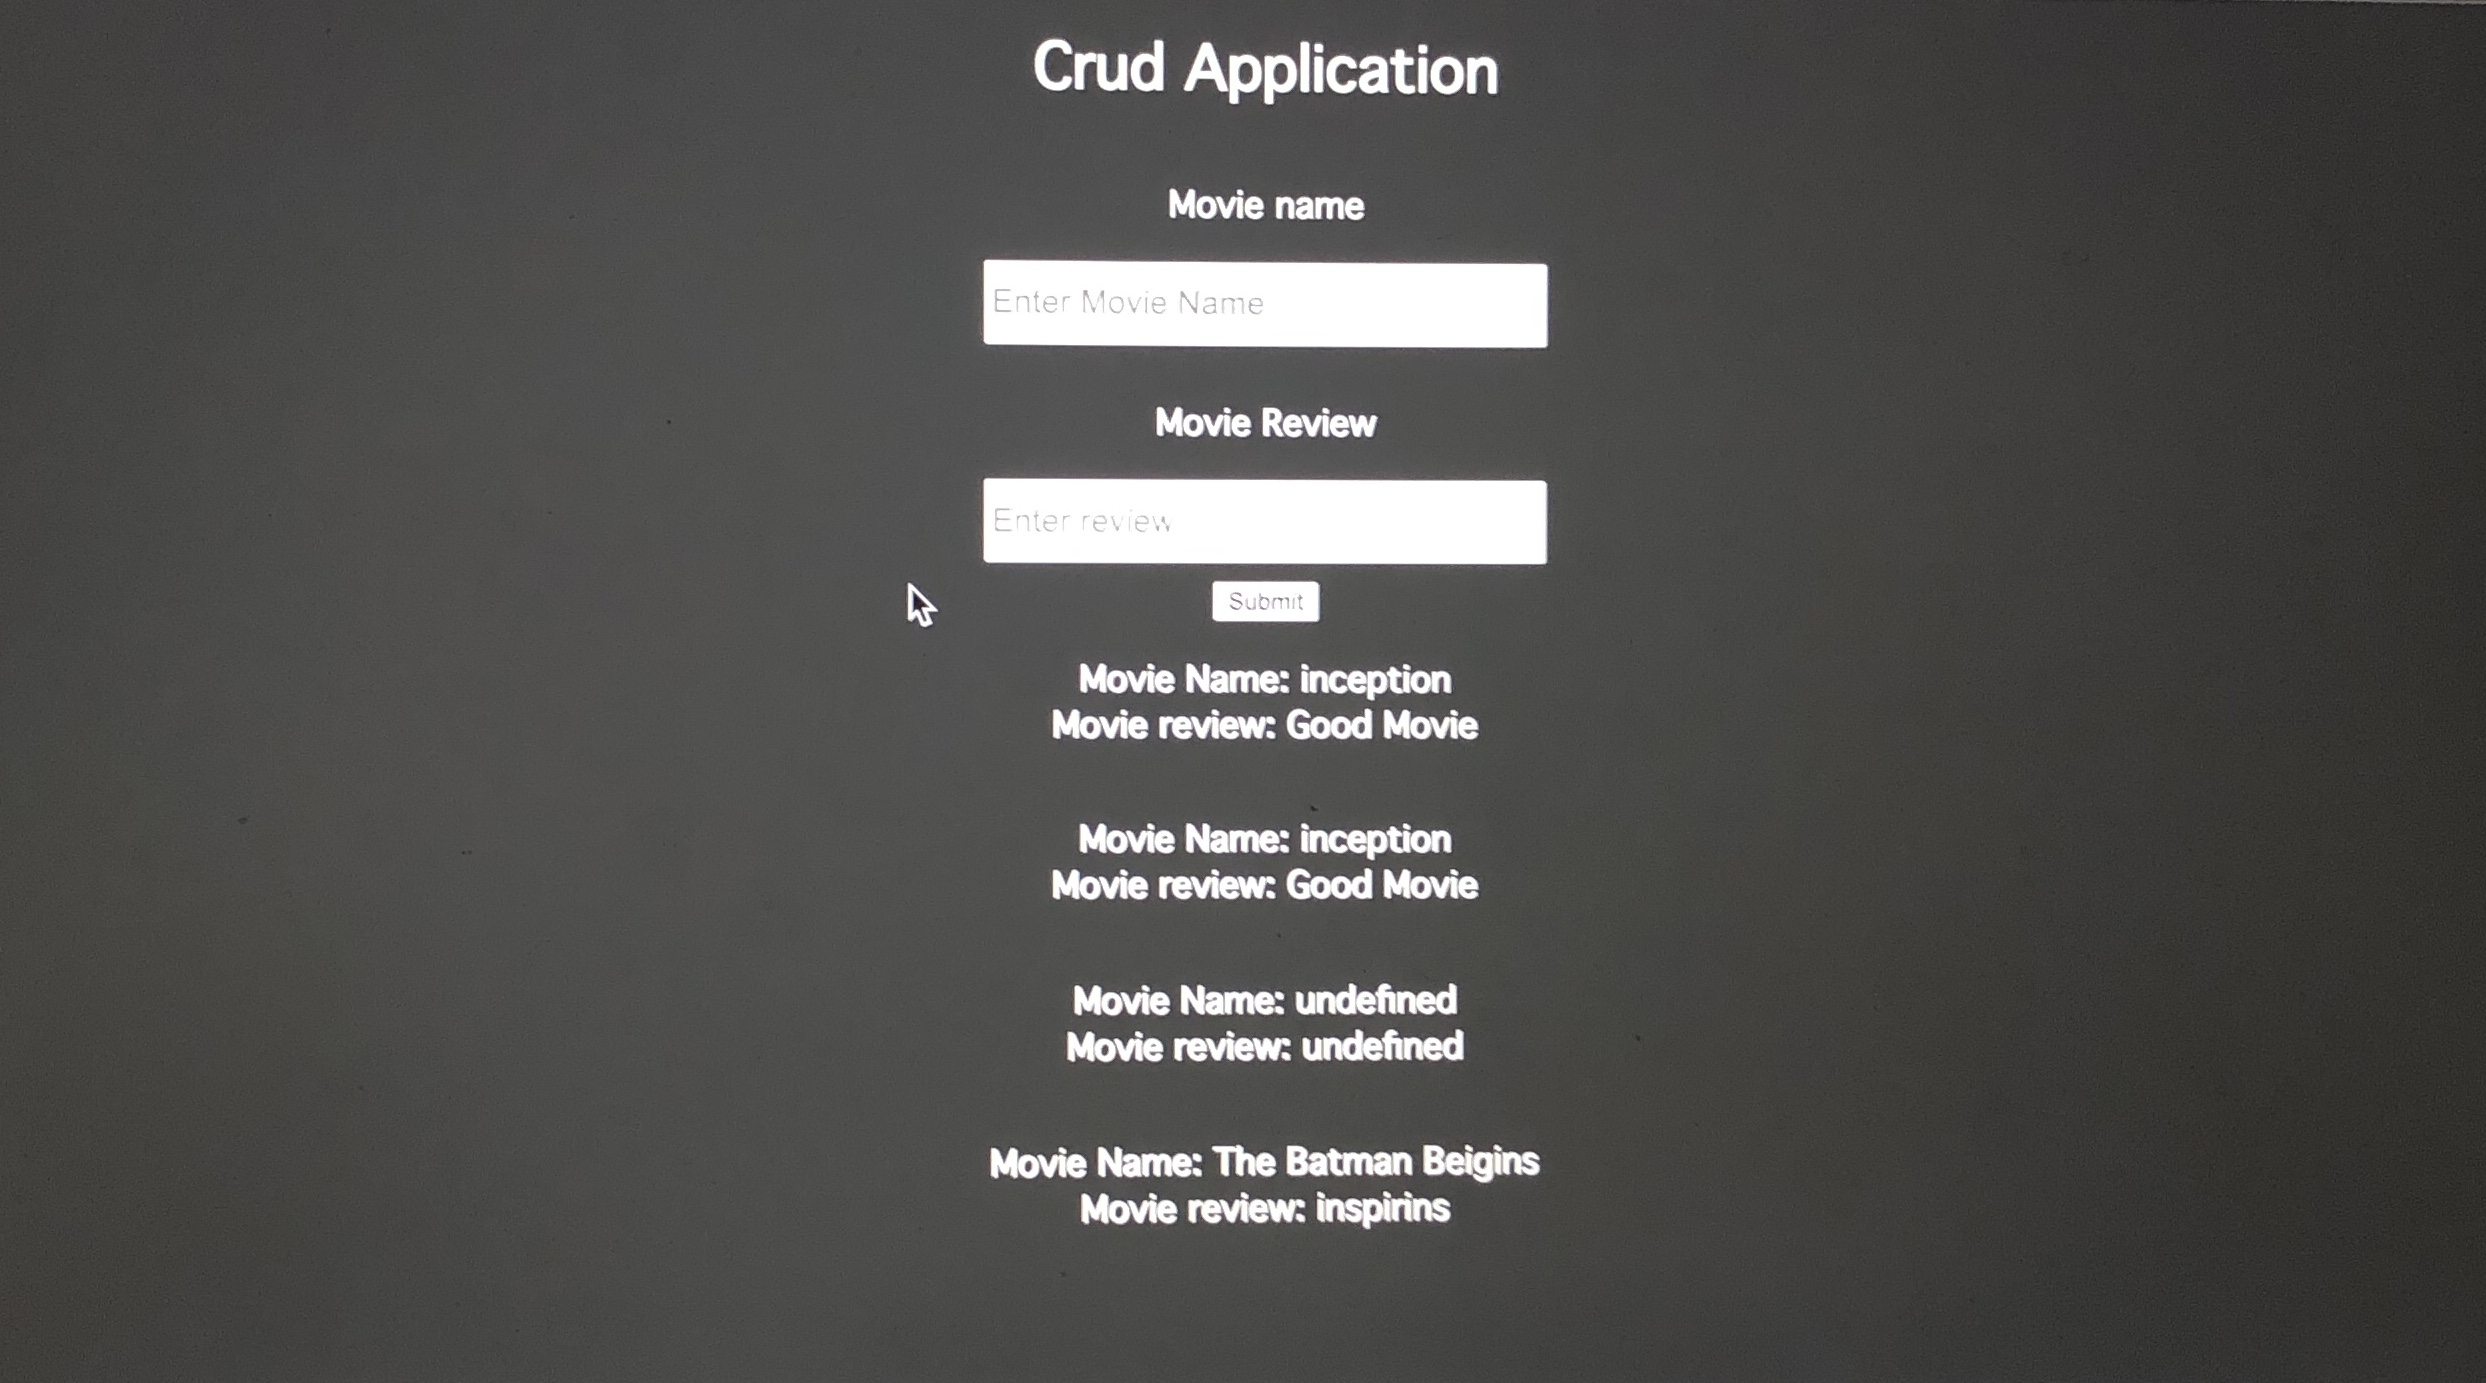 Crud Application
Movie name
Enter Movie Name
Movie Review
Enter review
Submit
Movie Name: inception
Movie review: Good Movie
Movie Name: inception
Movie review: Good Movie
Movie Name: undefined
Movie review: undefined
Movie Name: The Batman Beigins
Movie review: inspirins